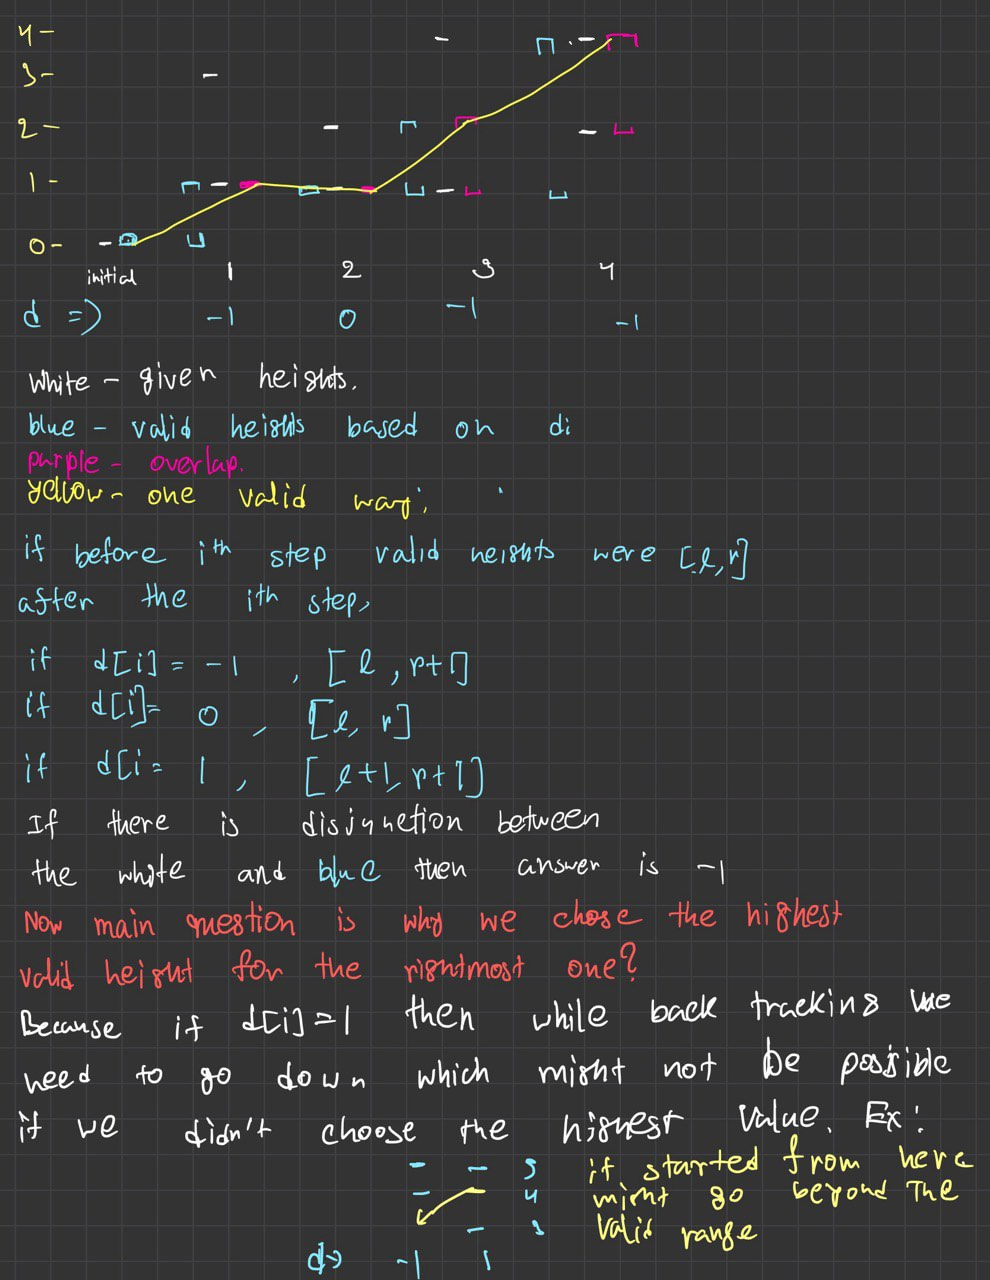 4-
3-
2-
1-
0-
initial 1 2 3 4
d => -1 0 -1 -1
White - given heights.
blue - valid heights based on di
purple - overlap.
yellow - one valid way;
if before ith step valid heights were [l,r]
after the ith step,
if d[i] = -1 , [l, r+1]
if d[i]= 0 , [l, r]
if d[i = 1 , [l+1, r+1]
If there is disjunction between
the white and blue then answer is -1
Now main question is why we chose the highest
valid height for the rightmost one?
Because if d[i]=1 then while back tracking we
need to go down which might not be possible
if we didn't choose the highest value. Ex:
5 if started from here
4 might go beyond The
3 valid range
d-> -1 1